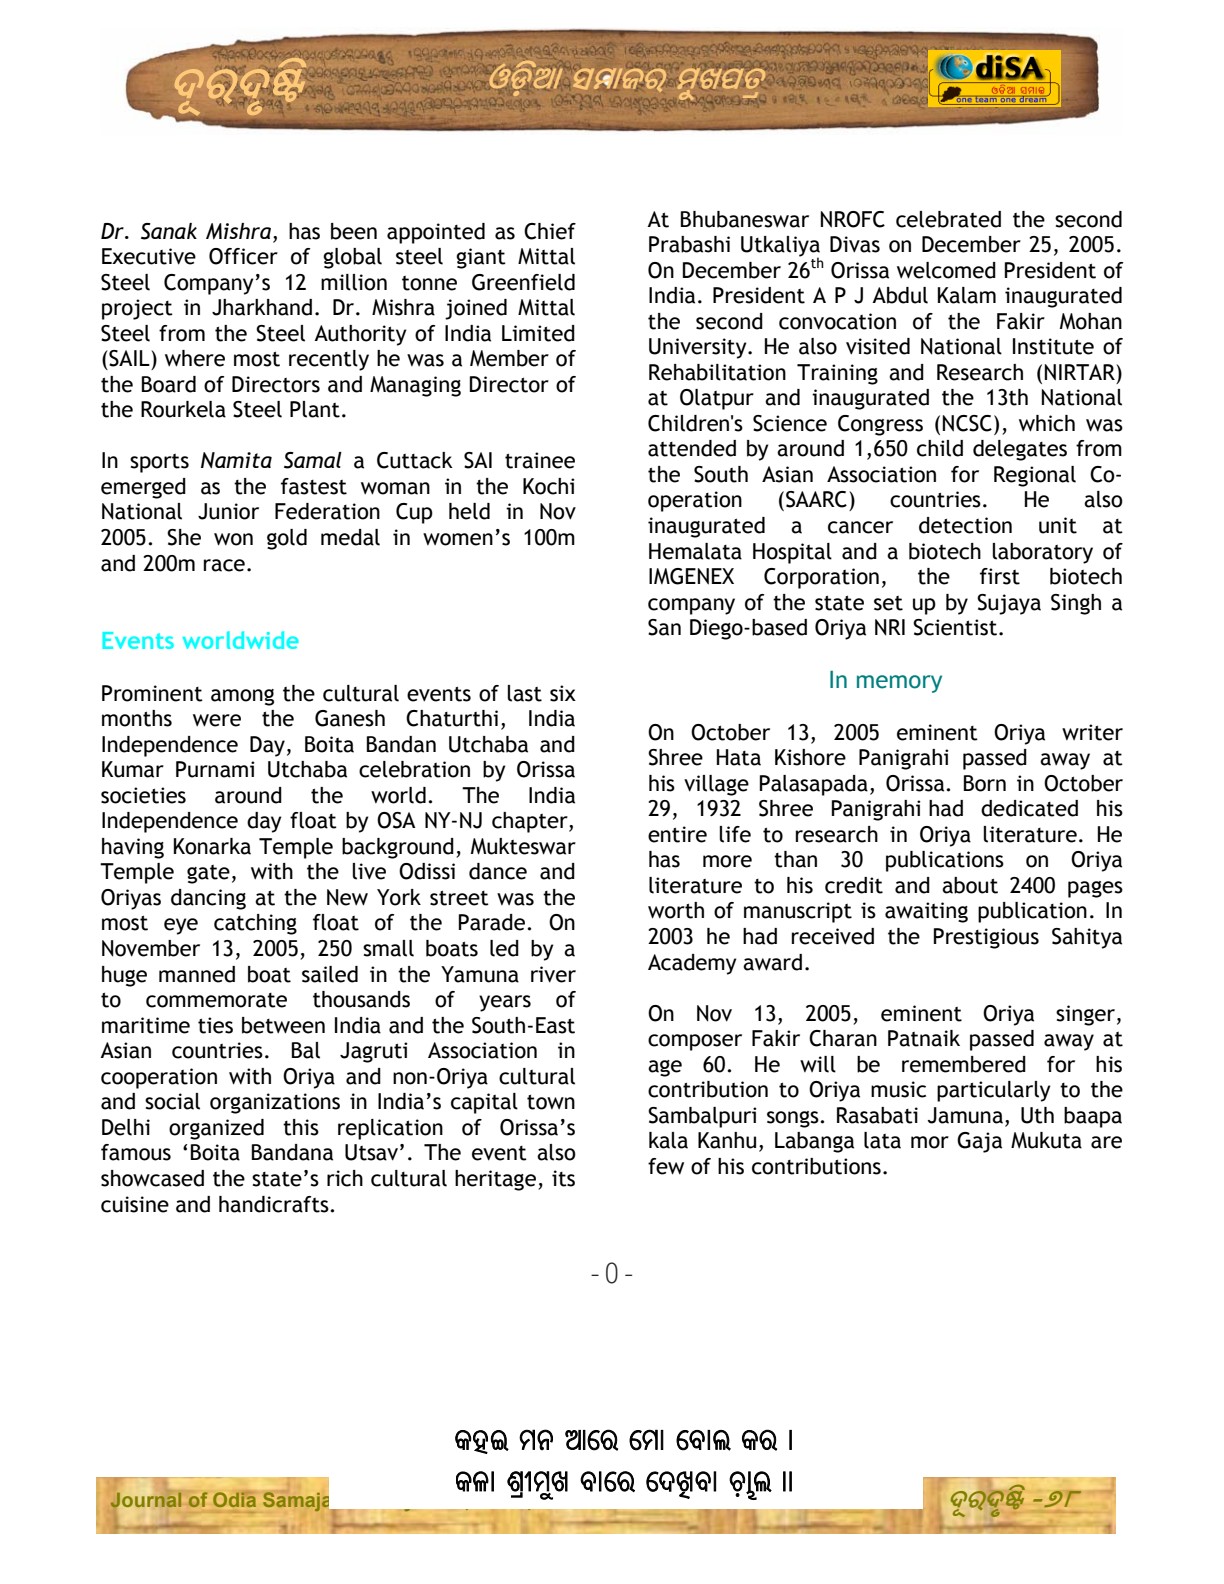 ଦୂରଦୃଷ୍ଟି
ଓଡ଼ିଆ ସମାଜର ମୁଖପତ୍ର
diSA
ଓଡ଼ିଆ ସମାଜ
one team one dream
Dr. Sanak Mishra, has been appointed as Chief
Executive Officer of global steel giant Mittal
Steel Company’s 12 million tonne Greenfield
project in Jharkhand. Dr. Mishra joined Mittal
Steel from the Steel Authority of India Limited
(SAIL) where most recently he was a Member of
the Board of Directors and Managing Director of
the Rourkela Steel Plant.
In sports Namita Samal a Cuttack SAI trainee
emerged as the fastest woman in the Kochi
National Junior Federation Cup held in Nov
2005. She won gold medal in women’s 100m
and 200m race.
Events worldwide
Prominent among the cultural events of last six
months were the Ganesh Chaturthi, India
Independence Day, Boita Bandan Utchaba and
Kumar Purnami Utchaba celebration by Orissa
societies around the world. The India
Independence day float by OSA NY-NJ chapter,
having Konarka Temple background, Mukteswar
Temple gate, with the live Odissi dance and
Oriyas dancing at the New York street was the
most eye catching float of the Parade. On
November 13, 2005, 250 small boats led by a
huge manned boat sailed in the Yamuna river
to commemorate thousands of years of
maritime ties between India and the South-East
Asian countries. Bal Jagruti Association in
cooperation with Oriya and non-Oriya cultural
and social organizations in India’s capital town
Delhi organized this replication of Orissa’s
famous ‘Boita Bandana Utsav’. The event also
showcased the state’s rich cultural heritage, its
cuisine and handicrafts.
At Bhubaneswar NROFC celebrated the second
Prabashi Utkaliya Divas on December 25, 2005.
On December 26th Orissa welcomed President of
India. President A P J Abdul Kalam inaugurated
the second convocation of the Fakir Mohan
University. He also visited National Institute of
Rehabilitation Training and Research (NIRTAR)
at Olatpur and inaugurated the 13th National
Children's Science Congress (NCSC), which was
attended by around 1,650 child delegates from
the South Asian Association for Regional Co-
operation (SAARC) countries. He also
inaugurated a cancer detection unit at
Hemalata Hospital and a biotech laboratory of
IMGENEX Corporation, the first biotech
company of the state set up by Sujaya Singh a
San Diego-based Oriya NRI Scientist.
In memory
On October 13, 2005 eminent Oriya writer
Shree Hata Kishore Panigrahi passed away at
his village Palasapada, Orissa. Born in October
29, 1932 Shree Panigrahi had dedicated his
entire life to research in Oriya literature. He
has more than 30 publications on Oriya
literature to his credit and about 2400 pages
worth of manuscript is awaiting publication. In
2003 he had received the Prestigious Sahitya
Academy award.
On Nov 13, 2005, eminent Oriya singer,
composer Fakir Charan Patnaik passed away at
age 60. He will be remembered for his
contribution to Oriya music particularly to the
Sambalpuri songs. Rasabati Jamuna, Uth baapa
kala Kanhu, Labanga lata mor Gaja Mukuta are
few of his contributions.
- 0 -
କହଇ ମନ ଆରେ ମୋ ବୋଲ କର ।
କଳା ଶ୍ରୀମୁଖ ବାରେ ଦେଖିବା ଚାଲ ॥
Journal of Odia Samaja
ଦୂରଦୃଷ୍ଟି -୭୮